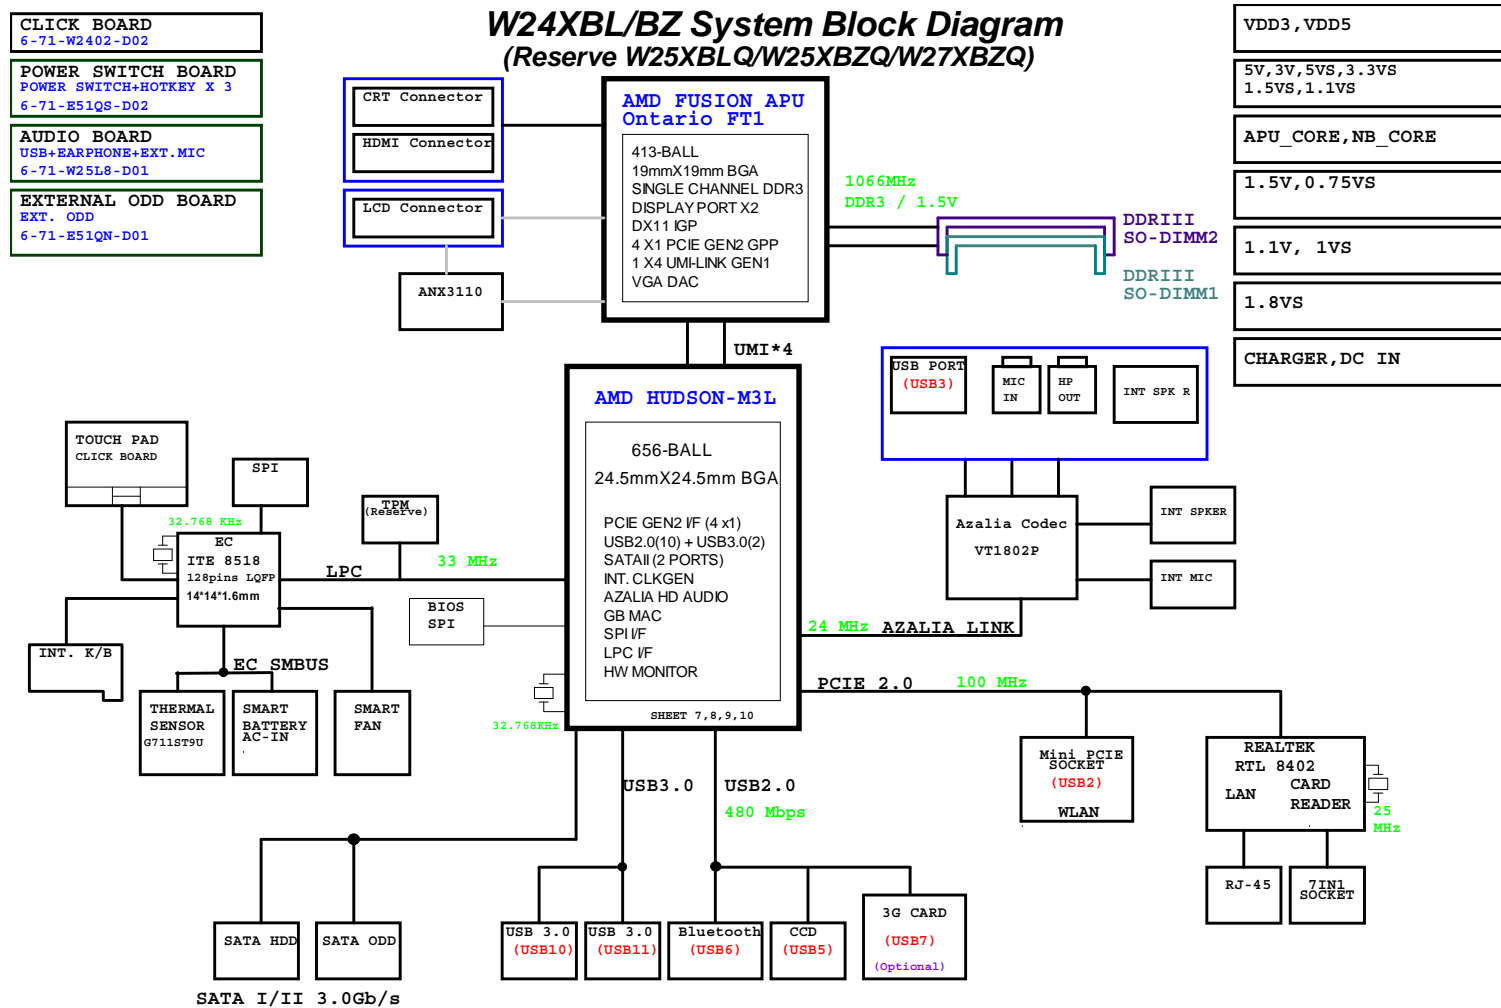 W24XBL/BZ System Block Diagram
(Reserve W25XBLQ/W25XBZQ/W27XBZQ)
CLICK BOARD
6-71-W2402-D02
POWER SWITCH BOARD
POWER SWITCH+HOTKEY X 3
6-71-E51QS-D02
AUDIO BOARD
USB+EARPHONE+EXT.MIC
6-71-W25L8-D01
EXTERNAL ODD BOARD
EXT. ODD
6-71-E51QN-D01
CRT Connector
HDMI Connector
LCD Connector
ANX3110
AMD FUSION APU
Ontario FT1
413-BALL
19mmX19mm BGA
SINGLE CHANNEL DDR3
DISPLAY PORT X2
DX11 IGP
4 X1 PCIE GEN2 GPP
1 X4 UMI-LINK GEN1
VGA DAC
1066MHz
DDR3 / 1.5V
DDRIII
SO-DIMM2
DDRIII
SO-DIMM1
VDD3,VDD5
5V,3V,5VS,3.3VS
1.5VS,1.1VS
APU_CORE,NB_CORE
1.5V,0.75VS
1.1V, 1VS
1.8VS
CHARGER,DC IN
UMI*4
AMD HUDSON-M3L
656-BALL
24.5mmX24.5mm BGA
PCIE GEN2 I/F (4 x1)
USB2.0(10) + USB3.0(2)
SATAII (2 PORTS)
INT. CLKGEN
AZALIA HD AUDIO
GB MAC
SPI I/F
LPC I/F
HW MONITOR
SHEET 7,8,9,10
USB PORT
(USB3)
MIC
IN
HP
OUT
INT SPK R
Azalia Codec
VT1802P
INT SPKER
INT MIC
24 MHz
AZALIA LINK
TOUCH PAD
CLICK BOARD
SPI
TPM
(Reserve)
32.768 KHz
EC
ITE 8518
128pins LQFP
14*14*1.6mm
LPC
33 MHz
BIOS
SPI
INT. K/B
EC SMBUS
THERMAL
SENSOR
G711ST9U
SMART
BATTERY
AC-IN
SMART
FAN
32.768KHz
PCIE 2.0
100 MHz
Mini PCIE
SOCKET
(USB2)
WLAN
REALTEK
RTL 8402
LAN
CARD
READER
25
MHz
RJ-45
7IN1
SOCKET
USB3.0
USB2.0
480 Mbps
SATA HDD
SATA ODD
SATA I/II 3.0Gb/s
USB 3.0
(USB10)
USB 3.0
(USB11)
Bluetooth
(USB6)
CCD
(USB5)
3G CARD
(USB7)
(Optional)